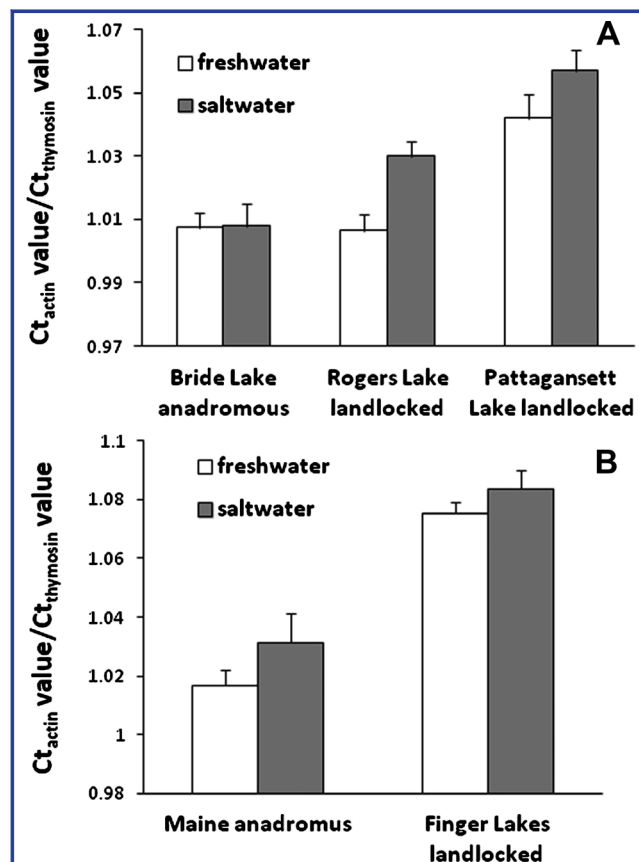 A
Ct actin value/Ct thymosin value
1.07
1.05
1.03
1.01
0.99
0.97
freshwater
saltwater
Bride Lake
anadromous
Rogers Lake
landlocked
Pattagansett
Lake landlocked
B
Ct actin value/Ct thymosin value
1.1
1.08
1.06
1.04
1.02
1
0.98
freshwater
saltwater
Maine anadromus
Finger Lakes
landlocked